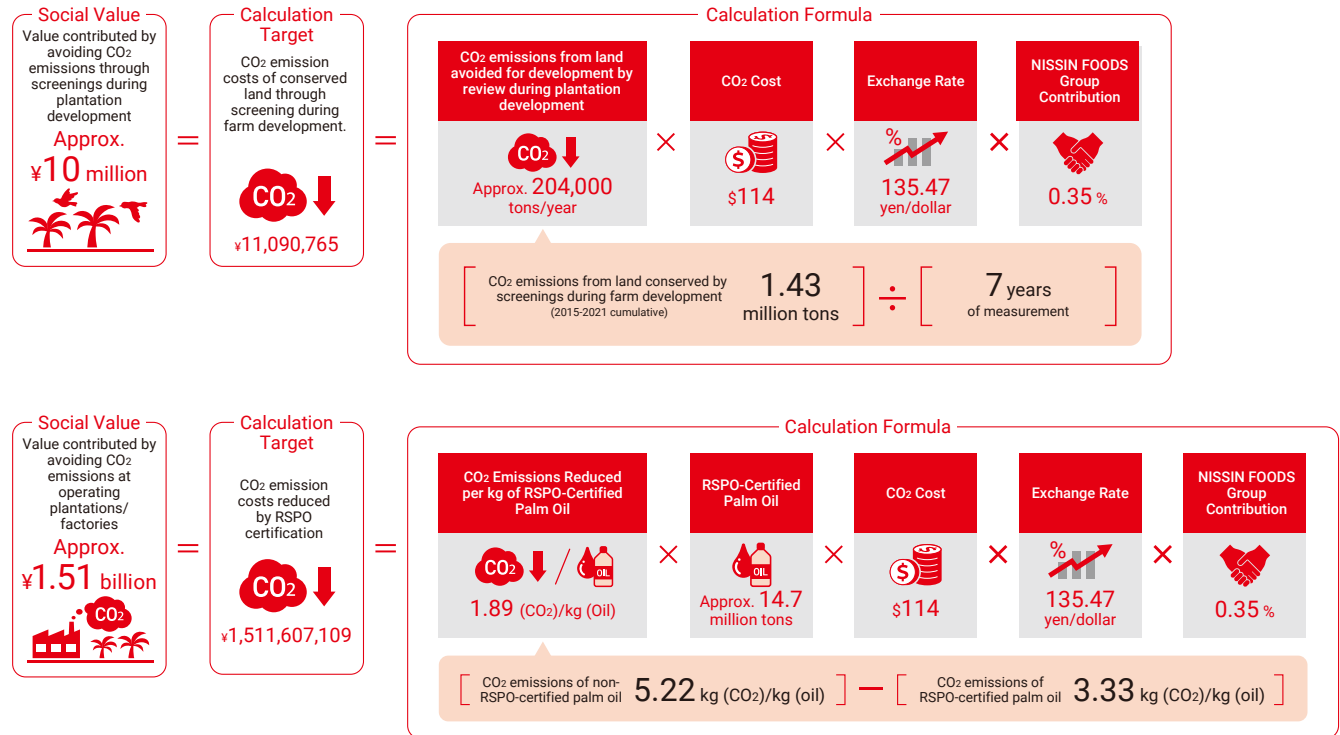 Social Value
Value contributed by
avoiding CO2
emissions through
screenings during
plantation
development
Approx.
¥10 million
=
Calculation
Target
CO2 emission
costs of conserved
land through
screening during
farm development.
CO2
¥11,090,765
=
Calculation Formula
CO2 emissions from land
avoided for development by
review during plantation
development
CO2
Approx. 204,000
tons/year
×
CO2 Cost
$
$114
×
Exchange Rate
%
135.47
yen/dollar
×
NISSIN FOODS
Group
Contribution
0.35 %
[ CO2 emissions from land conserved by
screenings during farm development
(2015-2021 cumulative)
1.43
million tons ]
÷
[ 7 years
of measurement ]
Social Value
Value contributed by
avoiding CO2
emissions at
operating
plantations/
factories
Approx.
¥1.51 billion
CO2
=
Calculation
Target
CO2 emission
costs reduced
by RSPO
certification
CO2
¥1,511,607,109
=
Calculation Formula
CO2 Emissions Reduced
per kg of RSPO-Certified
Palm Oil
CO2 / OIL
1.89 (CO2)/kg (Oil)
×
RSPO-Certified
Palm Oil
OIL
Approx. 14.7
million tons
×
CO2 Cost
$
$114
×
Exchange Rate
%
135.47
yen/dollar
×
NISSIN FOODS
Group
Contribution
0.35 %
[ CO2 emissions of non-
RSPO-certified palm oil
5.22 kg (CO2)/kg (oil) ]
—
[ CO2 emissions of
RSPO-certified palm oil
3.33 kg (CO2)/kg (oil) ]